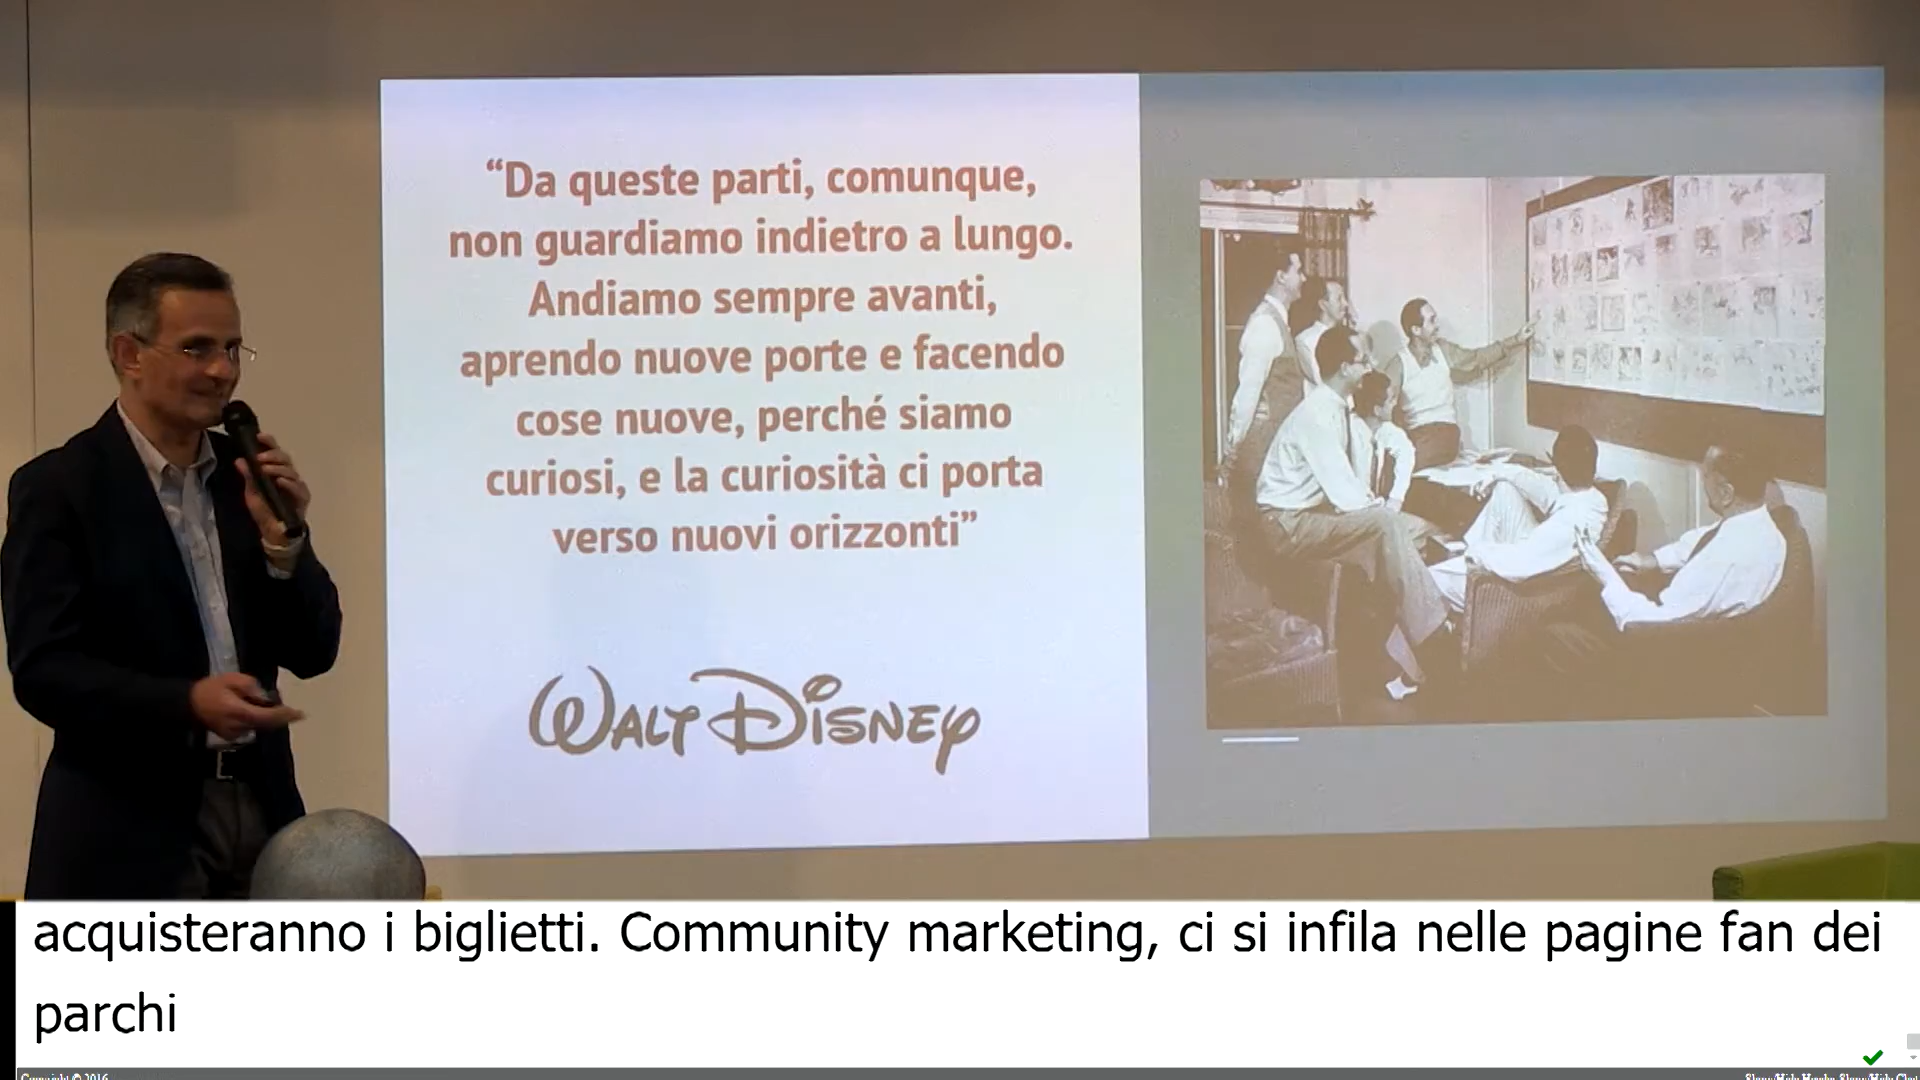 “Da queste parti, comunque,
non guardiamo indietro a lungo.
Andiamo sempre avanti,
aprendo nuove porte e facendo
cose nuove, perché siamo
curiosi, e la curiosità ci porta
verso nuovi orizzonti”
WALT DISNEY
acquisteranno i biglietti. Community marketing, ci si infila nelle pagine fan dei
parchi
Copyright © 2016